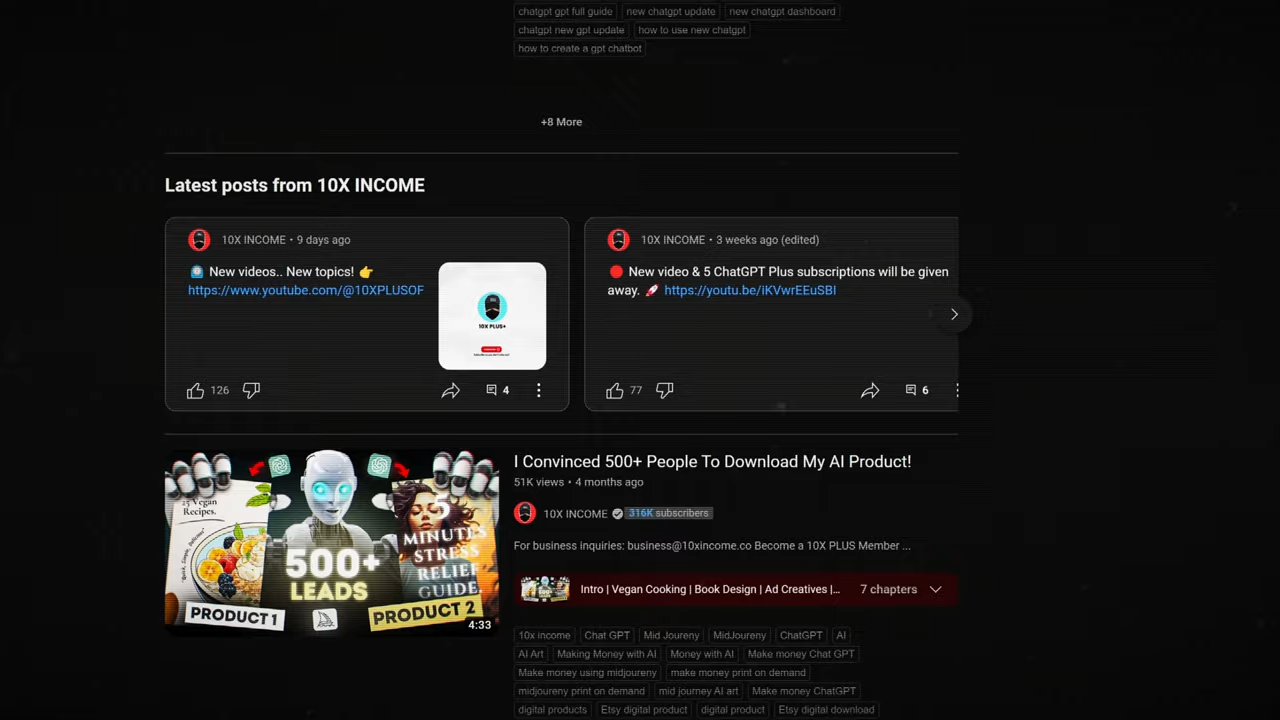 chatgpt gpt full guide new chatgpt update new chatgpt dashboard
chatgpt new gpt update how to use new chatgpt
how to create a gpt chatbot
+8 More
Latest posts from 10X INCOME
10X INCOME • 9 days ago
New videos.. New topics!
https://www.youtube.com/@10XPLUSOF
10X PLUS+
126
4
10X INCOME • 3 weeks ago (edited)
New video & 5 ChatGPT Plus subscriptions will be given
away. https://youtu.be/iKVwrEEuSBI
77
6
25 Vegan
Recipes.
5
MINUTES
STRESS
RELIEF
GUIDE.
500+
LEADS
PRODUCT 1
PRODUCT 2
4:33
I Convinced 500+ People To Download My AI Product!
51K views • 4 months ago
10X INCOME 316K subscribers
For business inquiries: business@10xincome.co Become a 10X PLUS Member ...
Intro | Vegan Cooking | Book Design | Ad Creatives |... 7 chapters
10x income Chat GPT Mid Joureny MidJoureny ChatGPT AI
AI Art Making Money with AI Money with AI Make money Chat GPT
Make money using midjoureny make money print on demand
midjoureny print on demand mid journey AI art Make money ChatGPT
digital products Etsy digital product digital product Etsy digital download